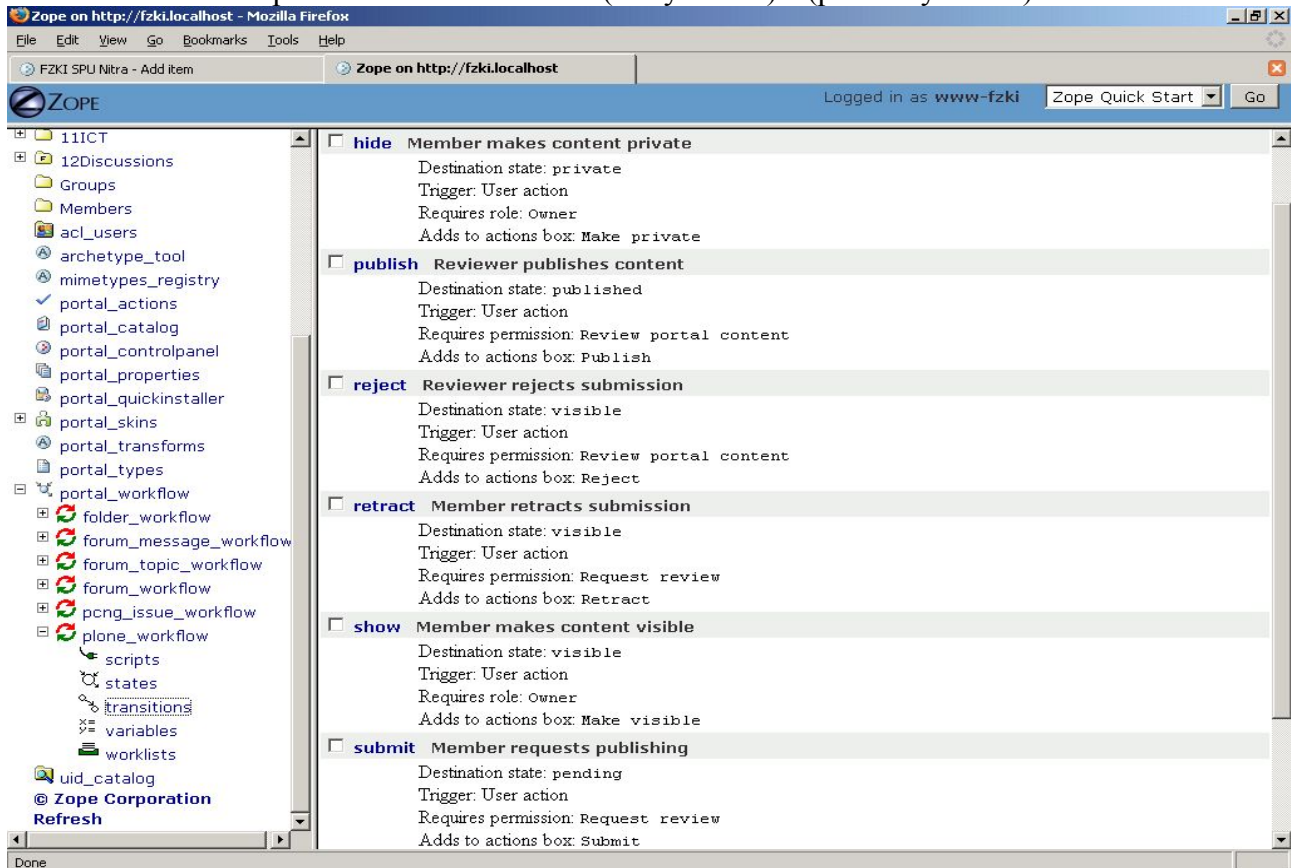 Zope on http://fzki.localhost - Mozilla Firefox
File Edit View Go Bookmarks Tools Help
FZKI SPU Nitra - Add item
Zope on http://fzki.localhost
ZOPE
Logged in as www-fzki
Zope Quick Start
Go
11ICT
12Discussions
Groups
Members
acl_users
archetype_tool
mimetypes_registry
portal_actions
portal_catalog
portal_controlpanel
portal_properties
portal_quickinstaller
portal_skins
portal_transforms
portal_types
portal_workflow
folder_workflow
forum_message_workflow
forum_topic_workflow
forum_workflow
pcng_issue_workflow
plone_workflow
scripts
states
transitions
variables
worklists
uid_catalog
© Zope Corporation
Refresh
hide Member makes content private
Destination state: private
Trigger: User action
Requires role: Owner
Adds to actions box: Make private
publish Reviewer publishes content
Destination state: published
Trigger: User action
Requires permission: Review portal content
Adds to actions box: Publish
reject Reviewer rejects submission
Destination state: visible
Trigger: User action
Requires permission: Review portal content
Adds to actions box: Reject
retract Member retracts submission
Destination state: visible
Trigger: User action
Requires permission: Request review
Adds to actions box: Retract
show Member makes content visible
Destination state: visible
Trigger: User action
Requires role: Owner
Adds to actions box: Make visible
submit Member requests publishing
Destination state: pending
Trigger: User action
Requires permission: Request review
Adds to actions box: Submit
Done